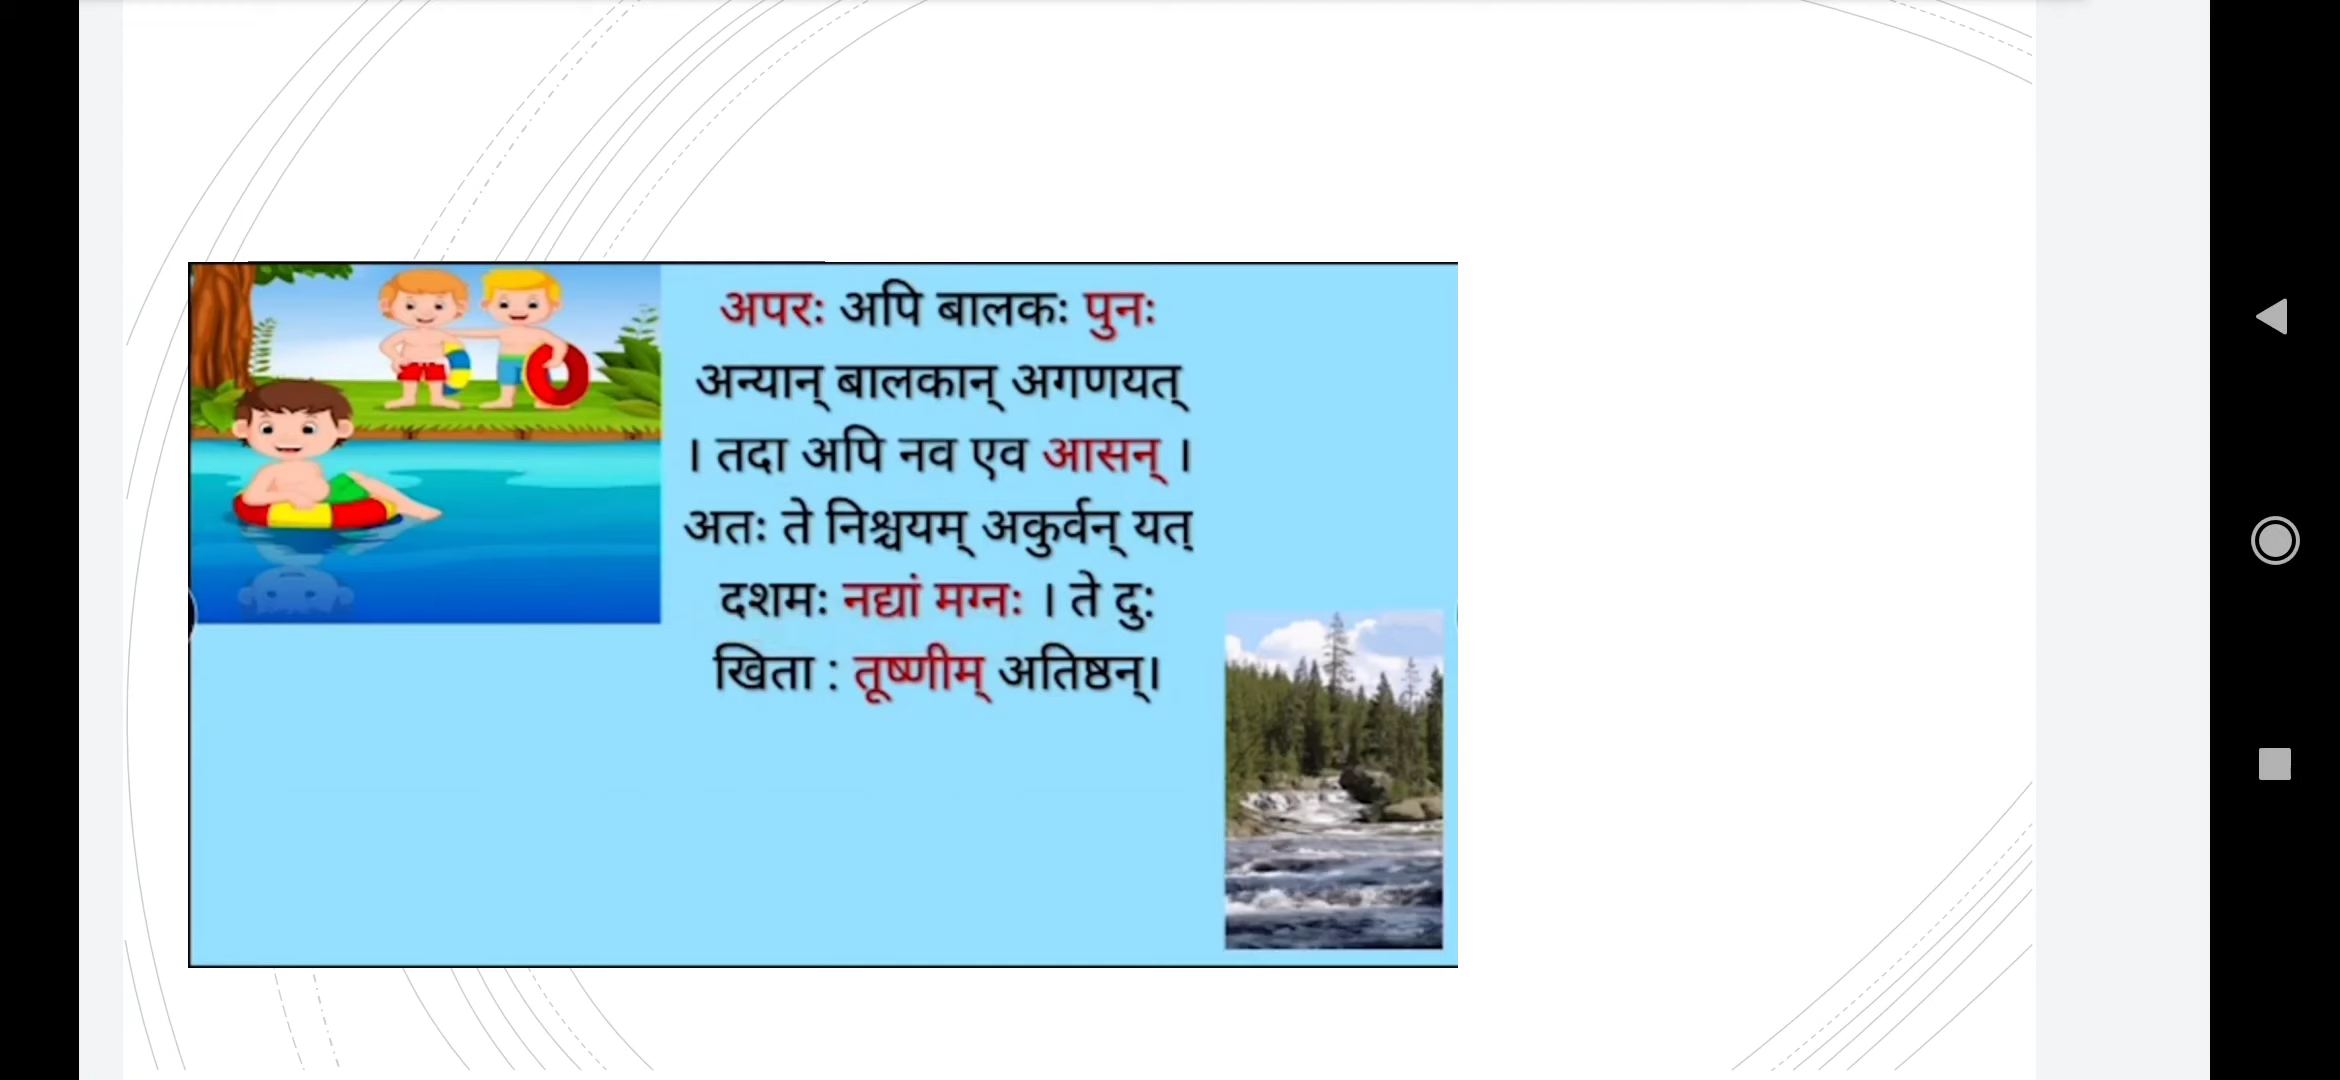 अपरः अपि बालकः पुनः
अन्यान् बालकान् अगणयत्
। तदा अपि नव एव आसन् ।
अतः ते निश्चयम् अकुर्वन् यत्
दशमः नद्यां मग्नः । ते दु:
खिता : तूष्णीम् अतिष्ठन्।